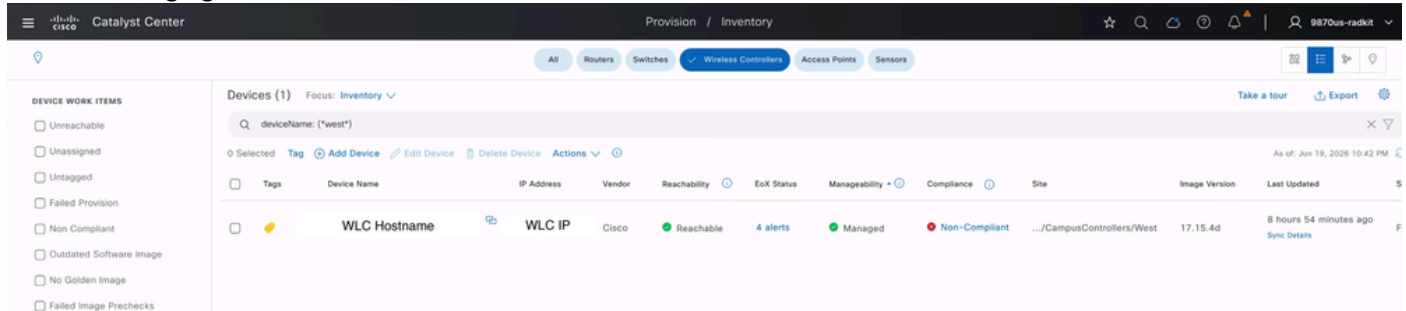 CISCO Catalyst Center
Provision / Inventory
9870us-radkit
All Routers Switches Wireless Controllers Access Points Sensors
DEVICE WORK ITEMS
Unreachable
Unassigned
Untagged
Failed Provision
Non Compliant
Outdated Software Image
No Golden Image
Failed Image Prechecks
Devices (1) Focus: Inventory
Take a tour Export
deviceName: (*west*)
0 Selected Tag Add Device Edit Device Delete Device Actions
As of: Jun 19, 2026 10:42 PM
Tags Device Name IP Address Vendor Reachability EoX Status Manageability Compliance Site Image Version Last Updated S
WLC Hostname WLC IP Cisco Reachable 4 alerts Managed Non-Compliant .../CampusControllers/West 17.15.4d 8 hours 54 minutes ago F
Sync Details